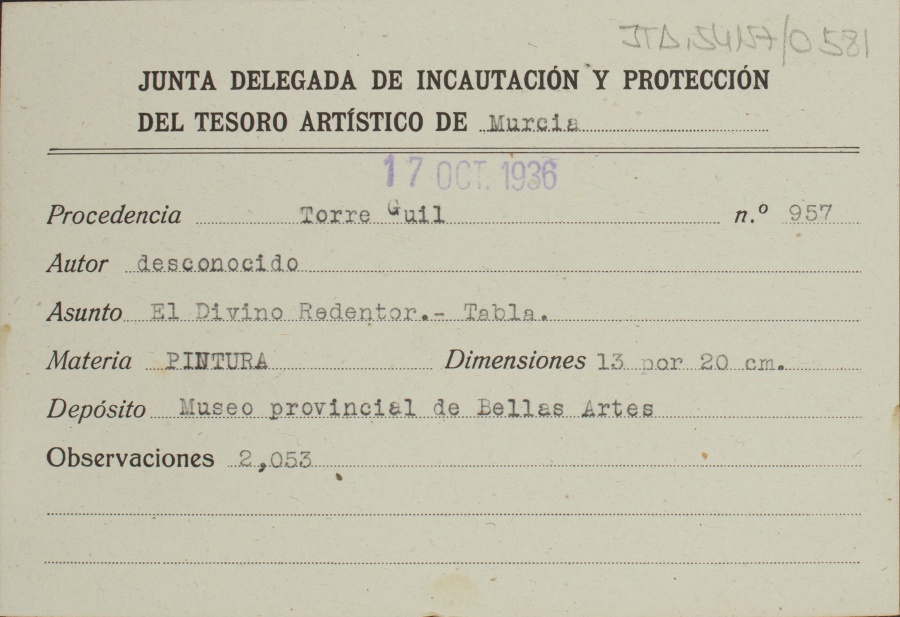 JTD,54157/0581
JUNTA DELEGADA DE INCAUTACIÓN Y PROTECCIÓN
DEL TESORO ARTÍSTICO DE Murcia
17 OCT. 1936
Procedencia Torre Guil n.º 957
Autor desconocido
Asunto El Divino Redentor.- Tabla.
Materia PINTURA Dimensiones 13 por 20 cm.
Depósito Museo provincial de Bellas Artes
Observaciones 2,053